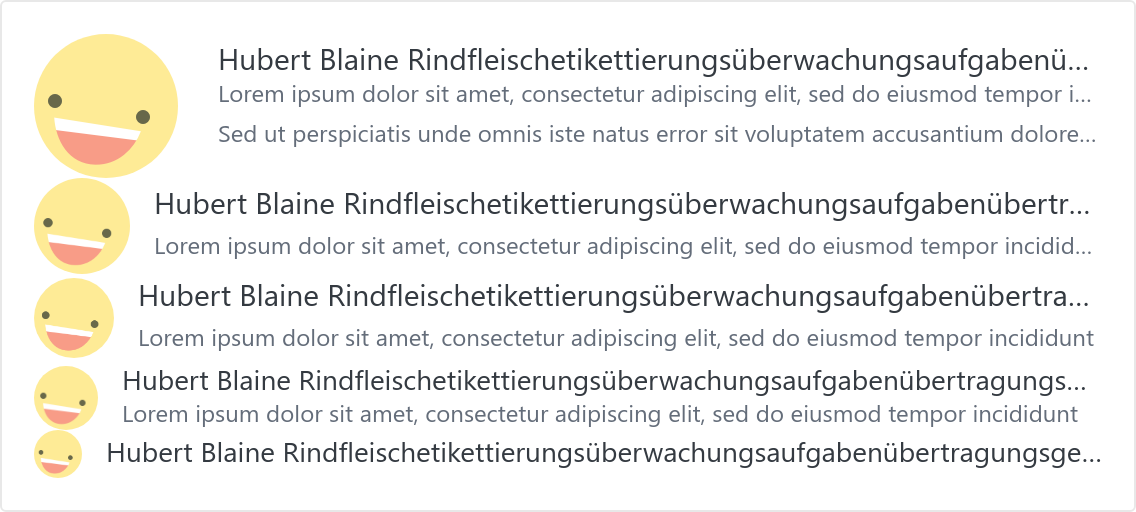 Hubert Blaine Rindfleischetikettierungsüberwachungsaufgabenü...
Lorem ipsum dolor sit amet, consectetur adipiscing elit, sed do eiusmod tempor i...
Sed ut perspiciatis unde omnis iste natus error sit voluptatem accusantium dolore...
Hubert Blaine Rindfleischetikettierungsüberwachungsaufgabenübertr...
Lorem ipsum dolor sit amet, consectetur adipiscing elit, sed do eiusmod tempor incidid...
Hubert Blaine Rindfleischetikettierungsüberwachungsaufgabenübertra...
Lorem ipsum dolor sit amet, consectetur adipiscing elit, sed do eiusmod tempor incididunt
Hubert Blaine Rindfleischetikettierungsüberwachungsaufgabenübertragungs...
Lorem ipsum dolor sit amet, consectetur adipiscing elit, sed do eiusmod tempor incididunt
Hubert Blaine Rindfleischetikettierungsüberwachungsaufgabenübertragungsge...